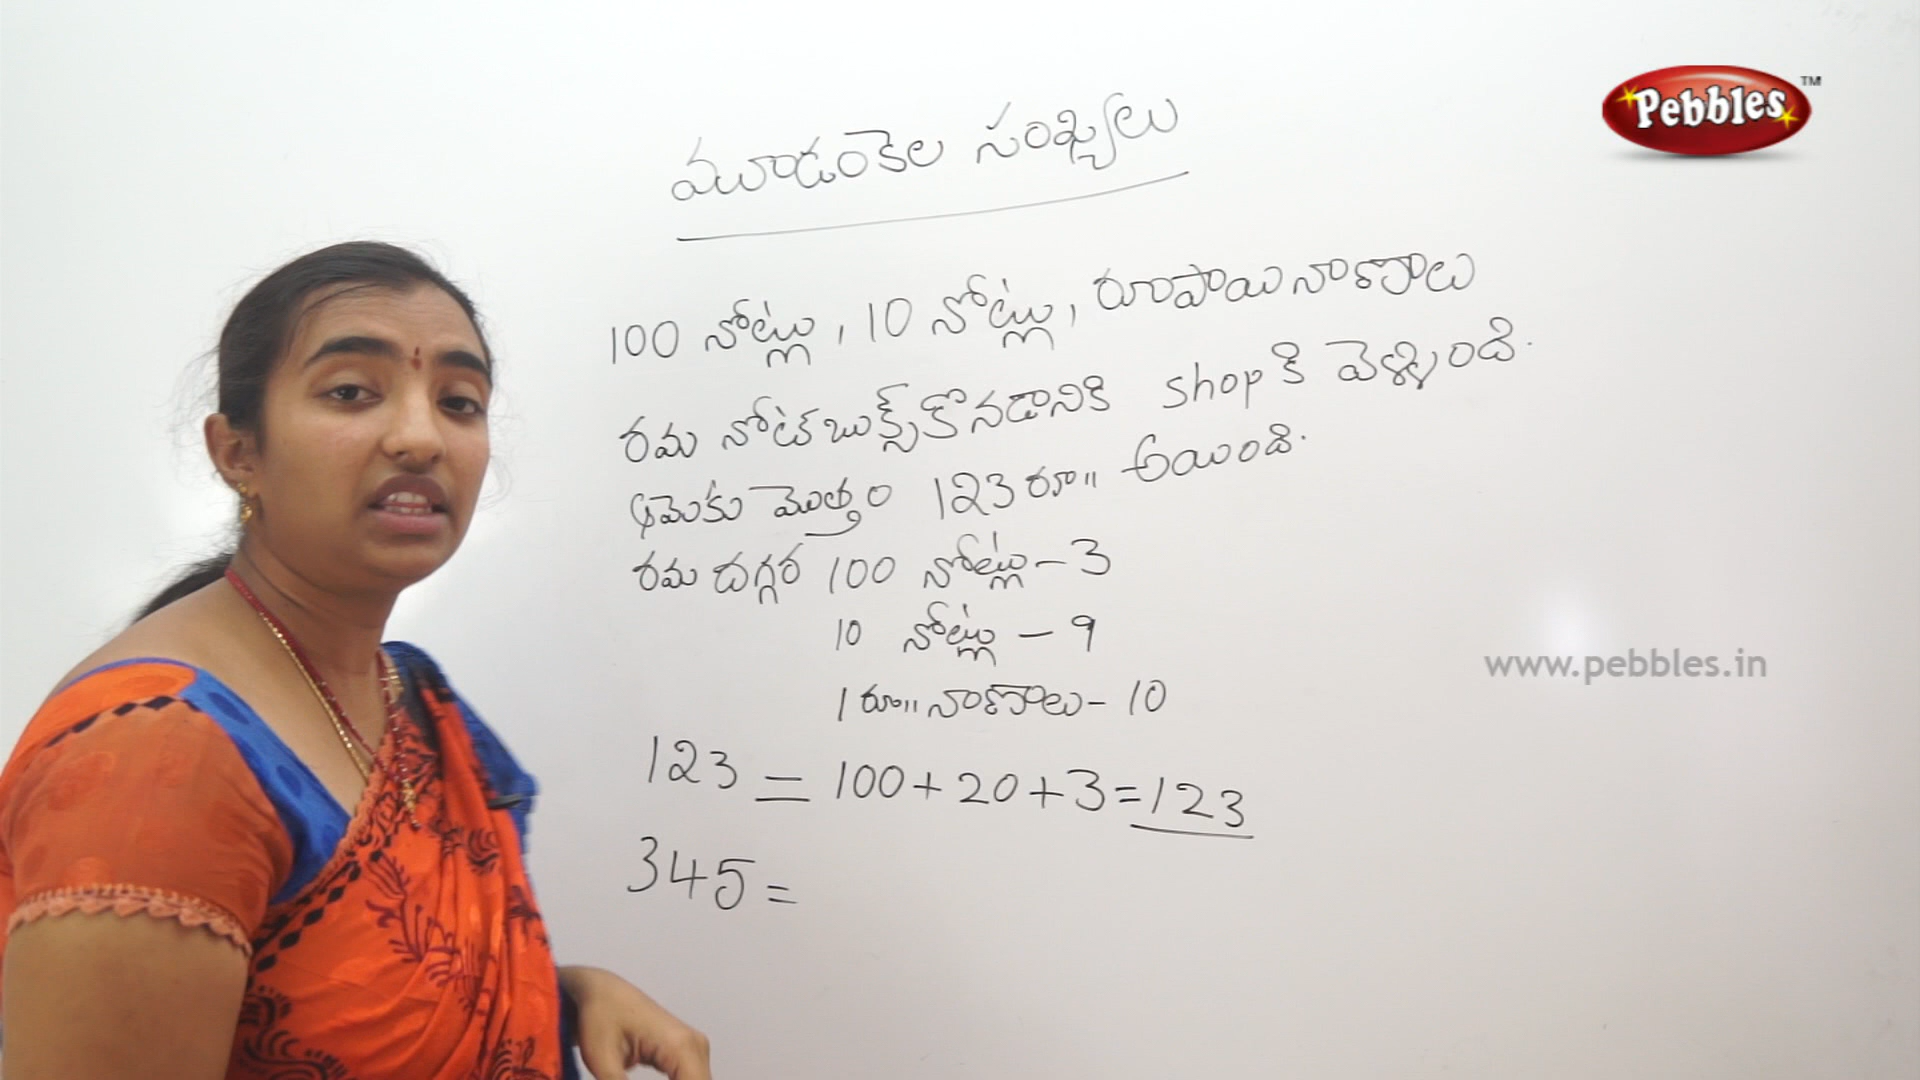 మూడంకెల సంఖ్యలు
Pebbles™
100 నోట్లు, 10 నోట్లు, రూపాయి నాణాలు
రమ నోట్ బుక్స్ కొనడానికి shop కి వెళ్ళింది.
ఆమెకు మొత్తం 123 రూ॥ అయింది.
రమ దగ్గర 100 నోట్లు - 3
10 నోట్లు - 9
1 రూ॥ నాణాలు - 10
www.pebbles.in
123 = 100 + 20 + 3 = 123
345 =